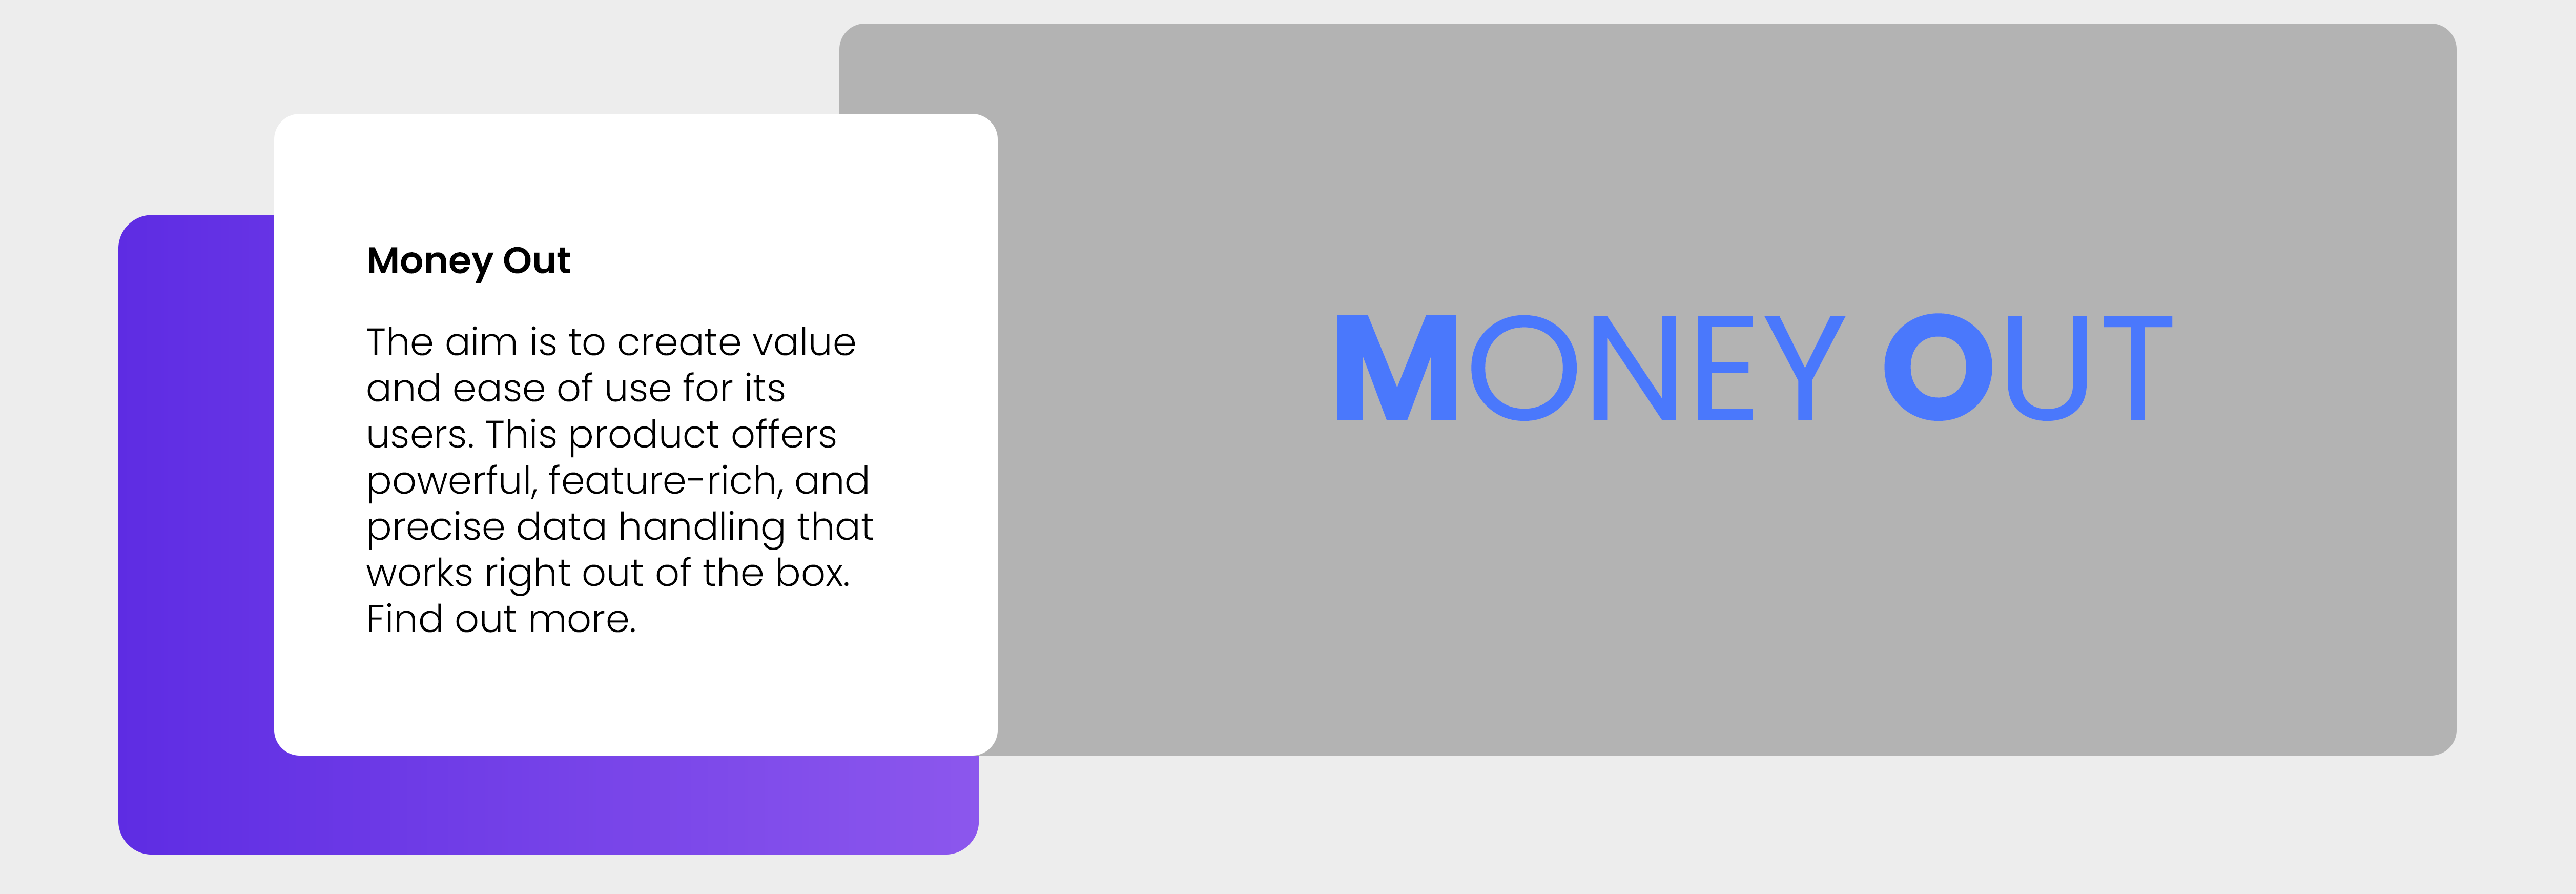 Money Out
The aim is to create value
and ease of use for its
users. This product offers
powerful, feature-rich, and
precise data handling that
works right out of the box.
Find out more.
MONEY OUT